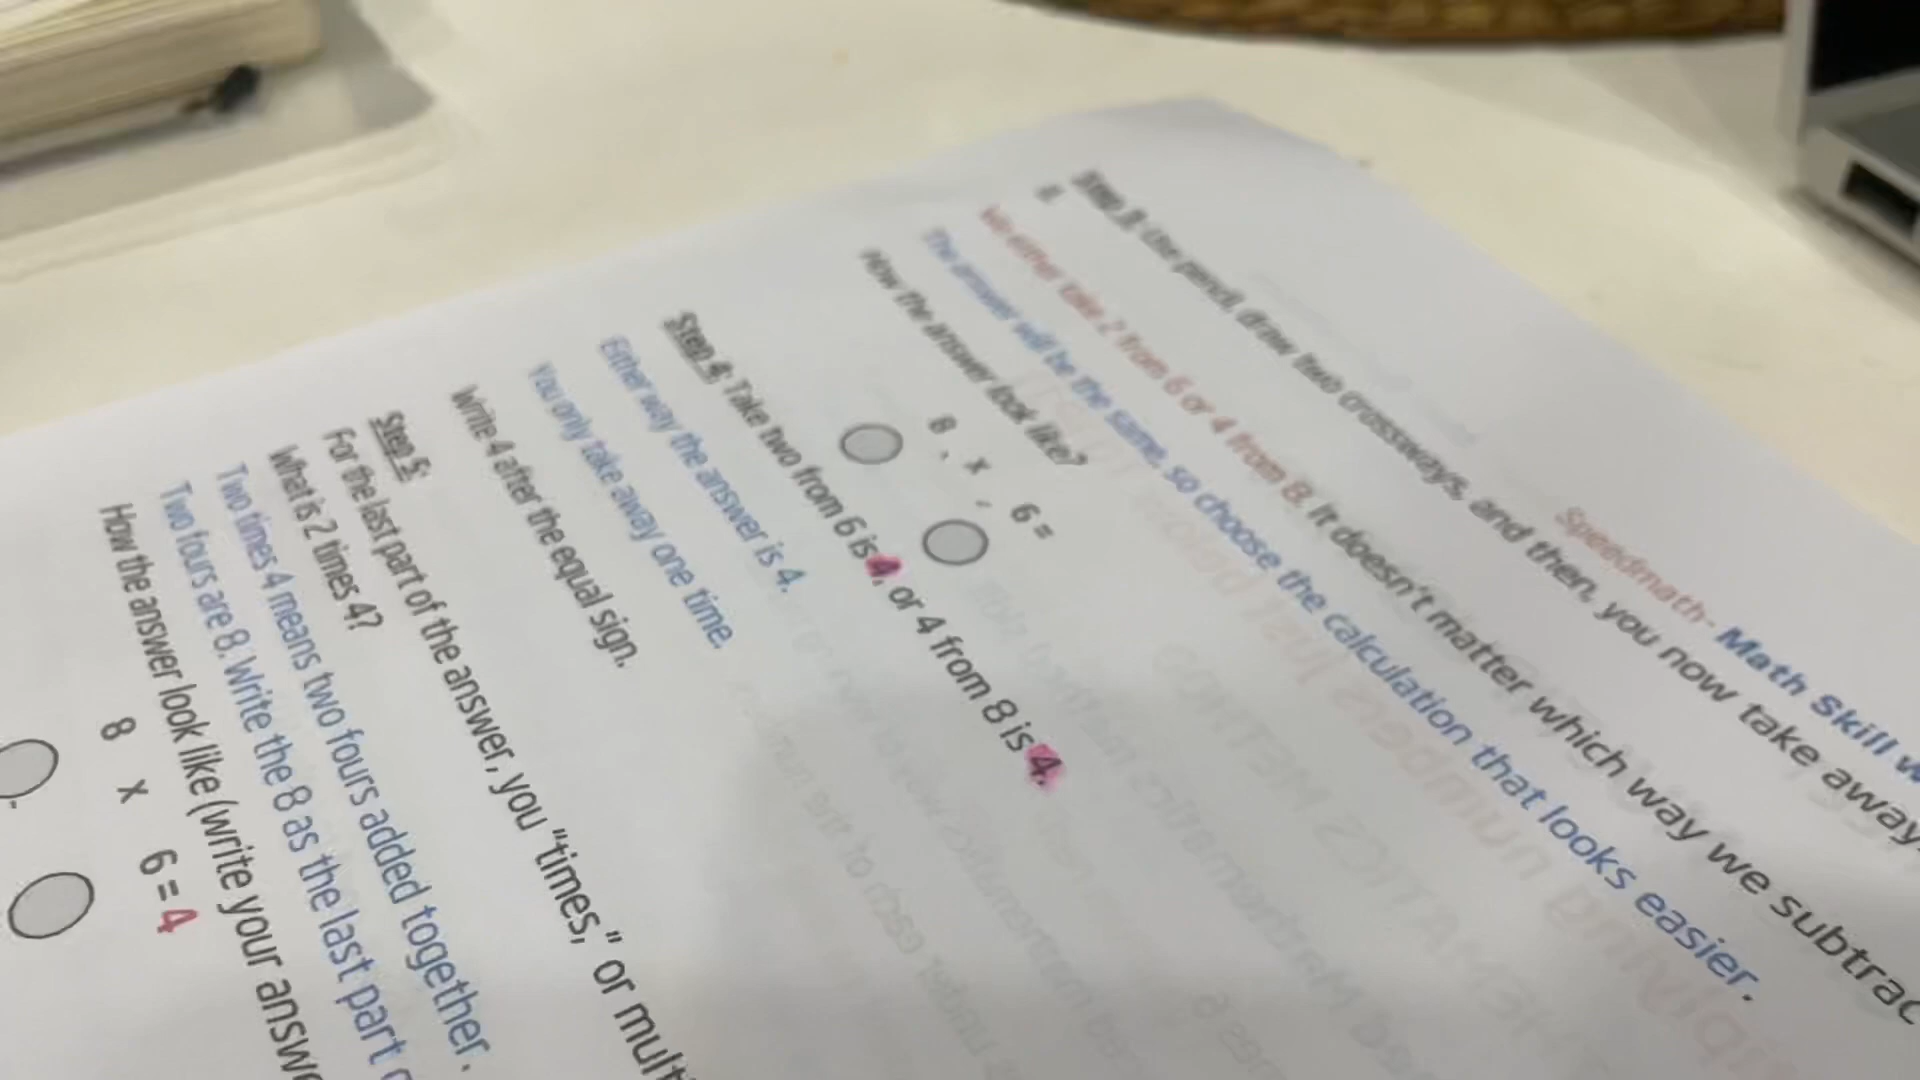 Speedmath- Math Skill
Step 3: Use pencil, draw two crossways, and then, you now take away
We either take 2 from 6 or 4 from 8. It doesn't matter which way we subtrac
The answer will be the same, so choose the calculation that looks easier.
How the answer look like?
8 x 6 =
Step 4: Take two from 6 is 4, or 4 from 8 is 4.
Either way the answer is 4.
You only take away one time.
Write 4 after the equal sign.
Step 5:
For the last part of the answer, you "times," or mult
What is 2 times 4?
Two times 4 means two fours added together.
Two fours are 8. Write the 8 as the last part
How the answer look like (write your answe
8 x 6 = 4